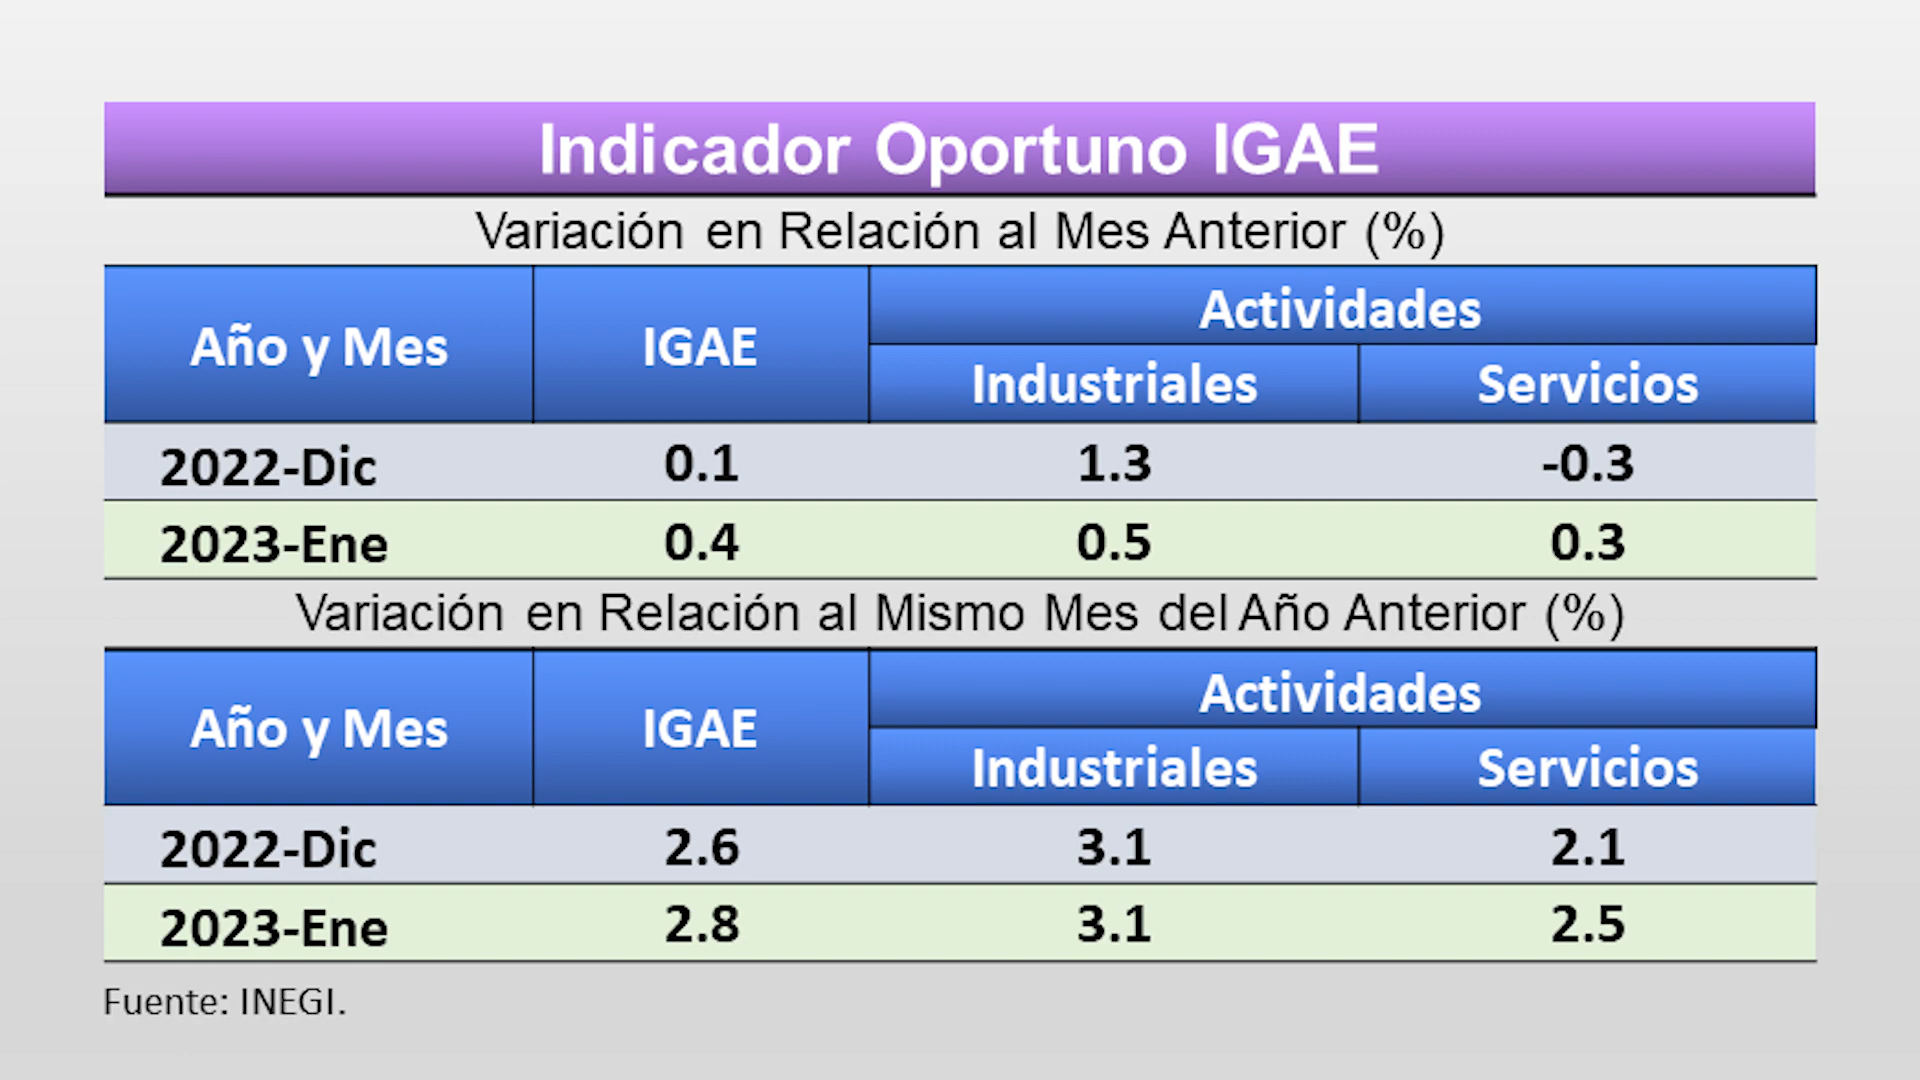 Indicador Oportuno IGAE
Variación en Relación al Mes Anterior (%)
Año y Mes IGAE Actividades
Industriales Servicios
2022-Dic 0.1 1.3 -0.3
2023-Ene 0.4 0.5 0.3
Variación en Relación al Mismo Mes del Año Anterior (%)
Año y Mes IGAE Actividades
Industriales Servicios
2022-Dic 2.6 3.1 2.1
2023-Ene 2.8 3.1 2.5
Fuente: INEGI.